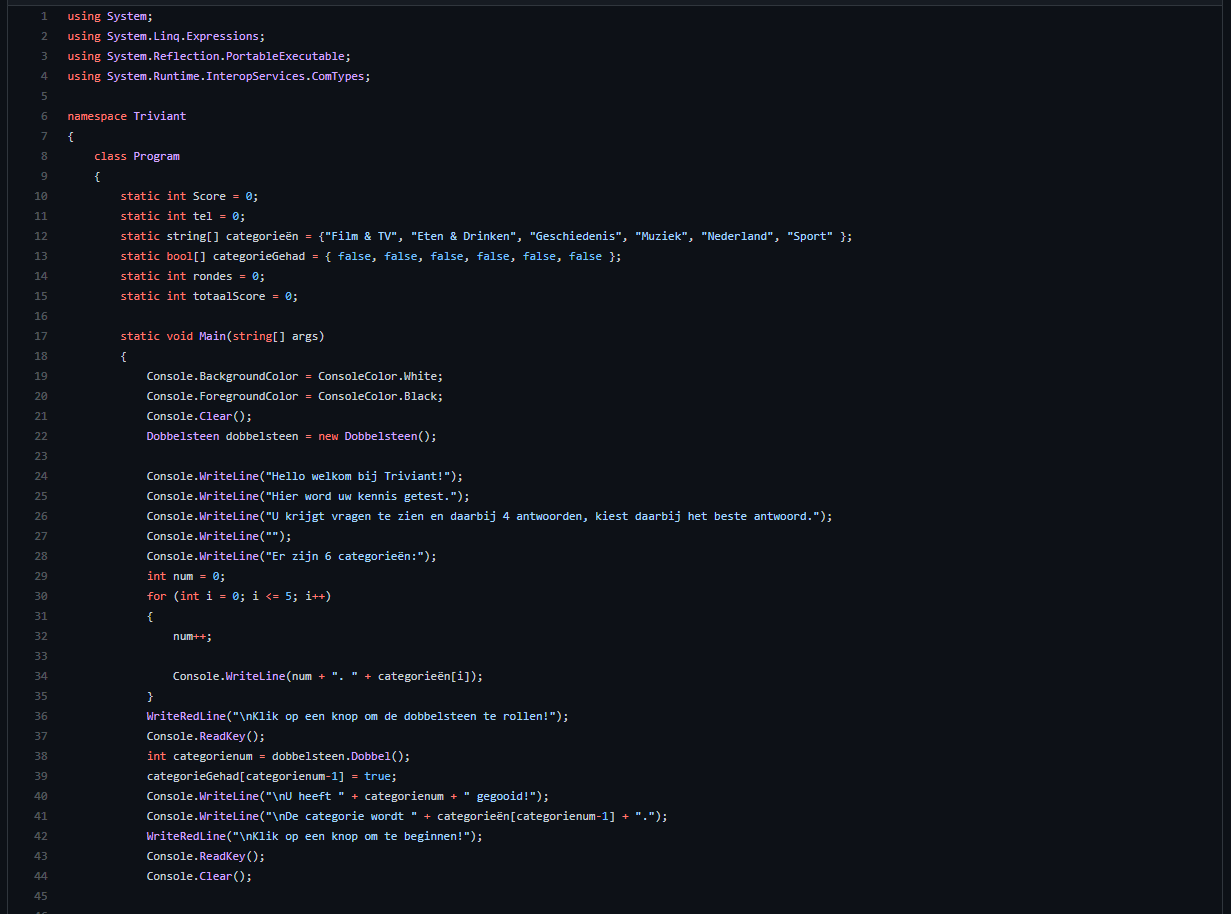 1 using System;
2 using System.Linq.Expressions;
3 using System.Reflection.PortableExecutable;
4 using System.Runtime.InteropServices.ComTypes;
5
6 namespace Triviant
7 {
8 class Program
9 {
10 static int Score = 0;
11 static int tel = 0;
12 static string[] categorieën = {"Film & TV", "Eten & Drinken", "Geschiedenis", "Muziek", "Nederland", "Sport" };
13 static bool[] categorieGehad = { false, false, false, false, false, false };
14 static int rondes = 0;
15 static int totaalScore = 0;
16
17 static void Main(string[] args)
18 {
19 Console.BackgroundColor = ConsoleColor.White;
20 Console.ForegroundColor = ConsoleColor.Black;
21 Console.Clear();
22 Dobbelsteen dobbelsteen = new Dobbelsteen();
23
24 Console.WriteLine("Hello welkom bij Triviant!");
25 Console.WriteLine("Hier word uw kennis getest.");
26 Console.WriteLine("U krijgt vragen te zien en daarbij 4 antwoorden, kiest daarbij het beste antwoord.");
27 Console.WriteLine("");
28 Console.WriteLine("Er zijn 6 categorieën:");
29 int num = 0;
30 for (int i = 0; i <= 5; i++)
31 {
32 num++;
33
34 Console.WriteLine(num + ". " + categorieën[i]);
35 }
36 WriteRedLine("\nKlik op een knop om de dobbelsteen te rollen!");
37 Console.ReadKey();
38 int categorienum = dobbelsteen.Dobbel();
39 categorieGehad[categorienum-1] = true;
40 Console.WriteLine("\nU heeft " + categorienum + " gegooid!");
41 Console.WriteLine("\nDe categorie wordt " + categorieën[categorienum-1] + ".");
42 WriteRedLine("\nKlik op een knop om te beginnen!");
43 Console.ReadKey();
44 Console.Clear();
45